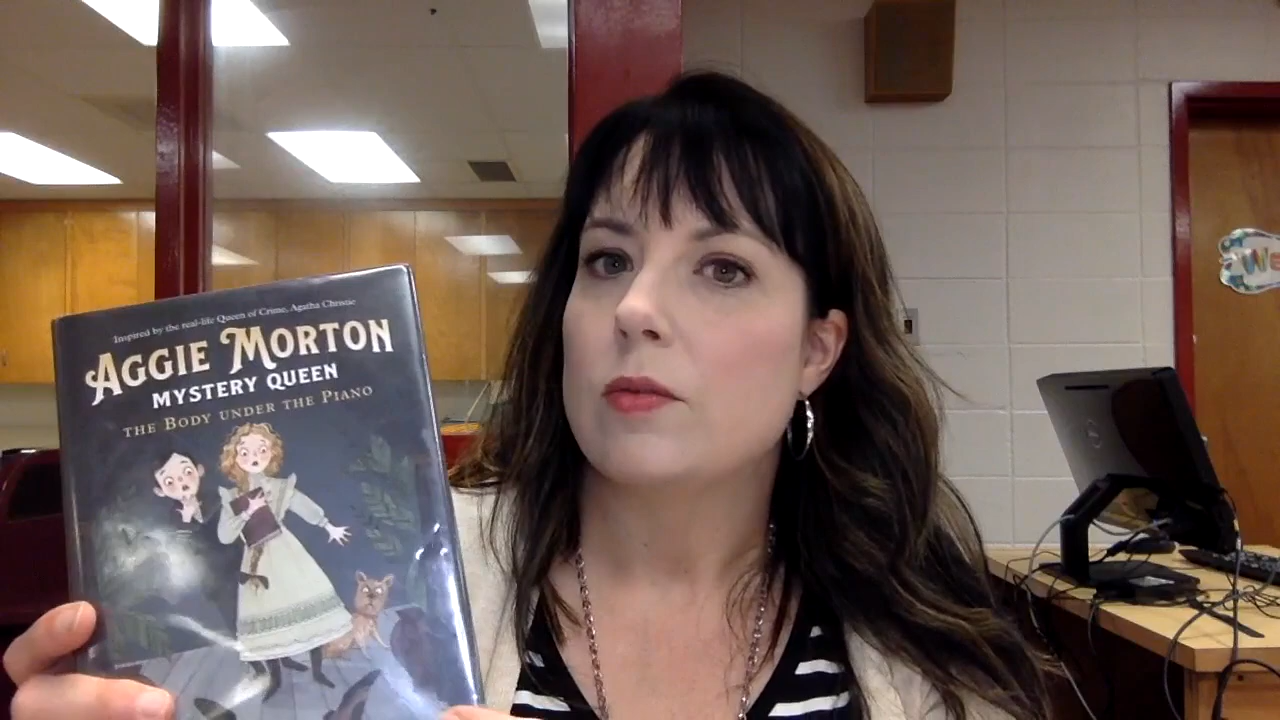 Inspired by the real-life Queen of Crime, Agatha Christie
AGGIE MORTON
MYSTERY QUEEN
THE BODY UNDER THE PIANO